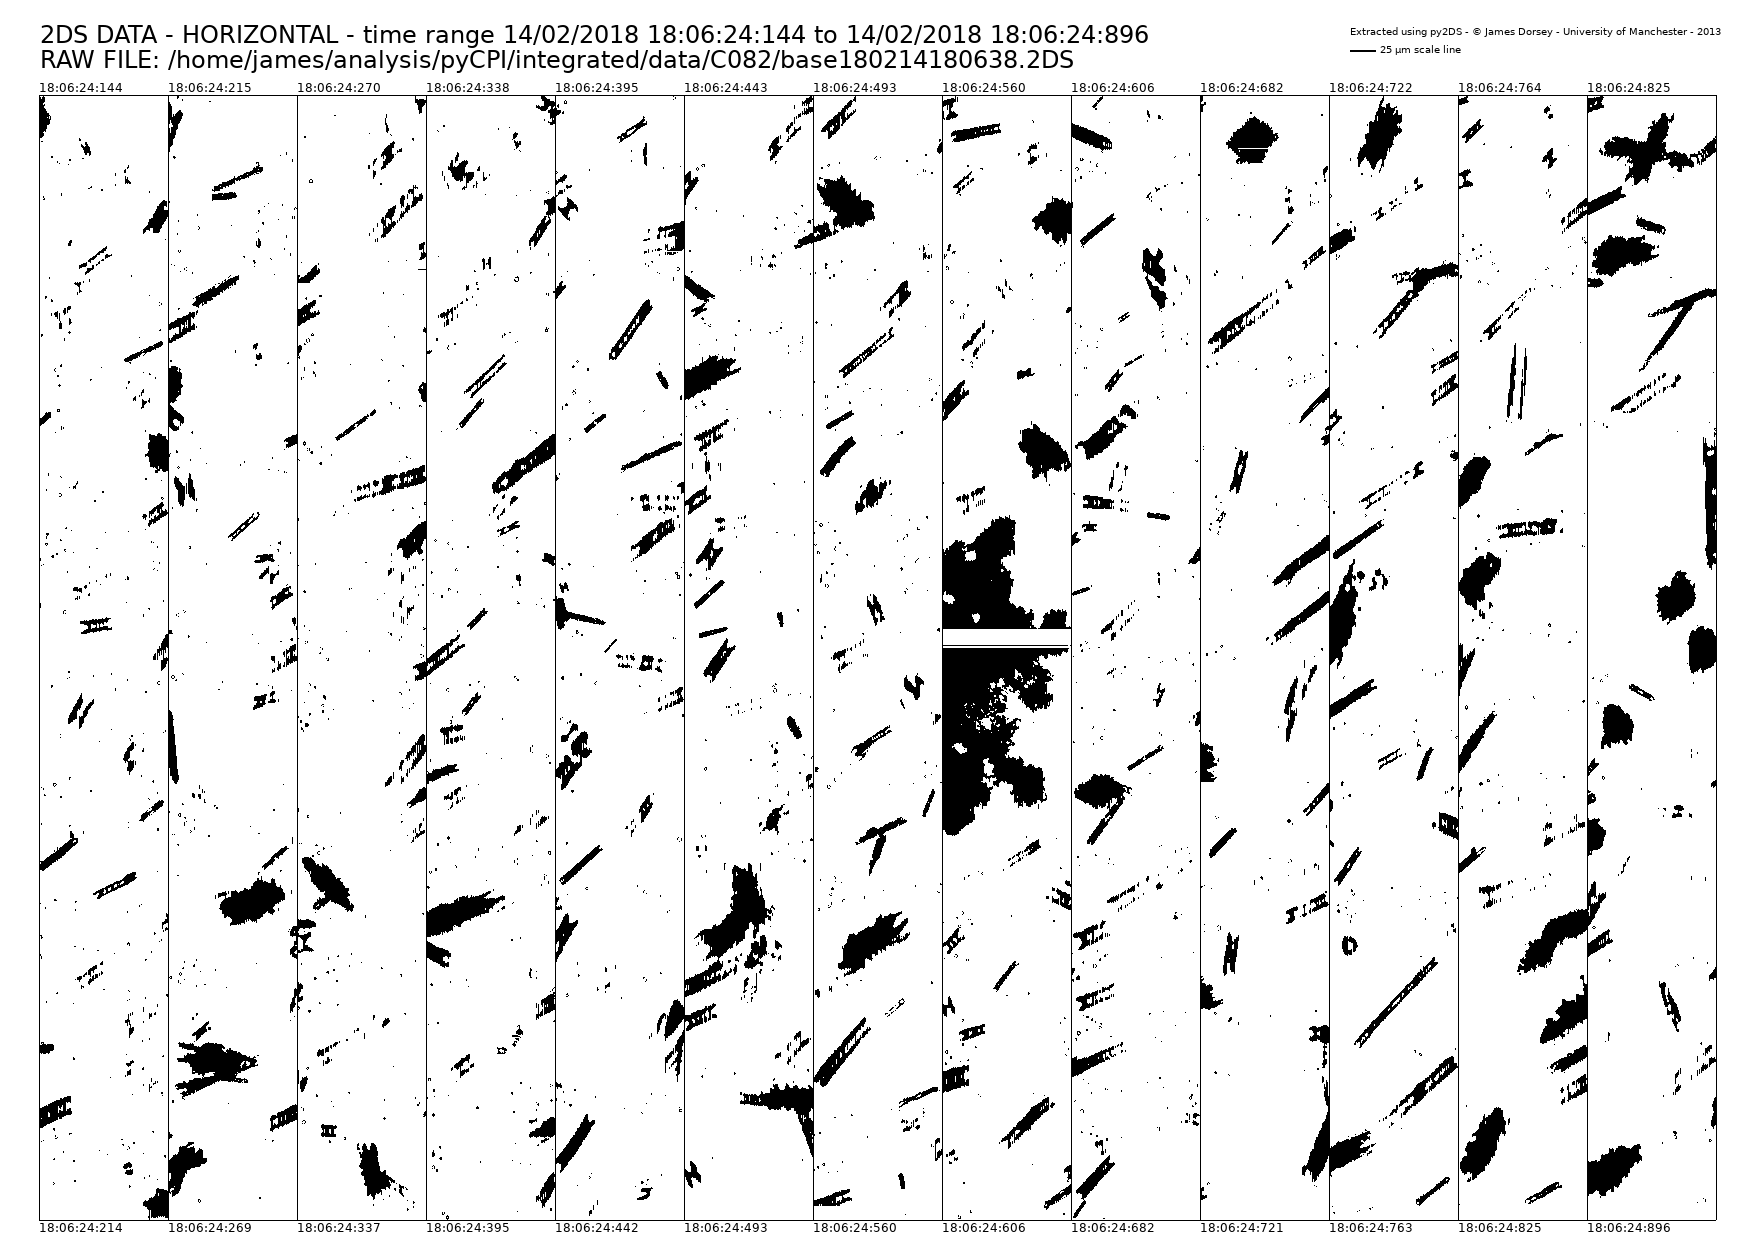 2DS DATA - HORIZONTAL - time range 14/02/2018 18:06:24:144 to 14/02/2018 18:06:24:896
RAW FILE: /home/james/analysis/pyCPI/integrated/data/C082/base180214180638.2DS
Extracted using py2DS - © James Dorsey - University of Manchester - 2013
25 µm scale line
18:06:24:144 18:06:24:215 18:06:24:270 18:06:24:338 18:06:24:395 18:06:24:443 18:06:24:493 18:06:24:560 18:06:24:606 18:06:24:682 18:06:24:722 18:06:24:764 18:06:24:825
18:06:24:214 18:06:24:269 18:06:24:337 18:06:24:395 18:06:24:442 18:06:24:493 18:06:24:560 18:06:24:606 18:06:24:682 18:06:24:721 18:06:24:763 18:06:24:825 18:06:24:896